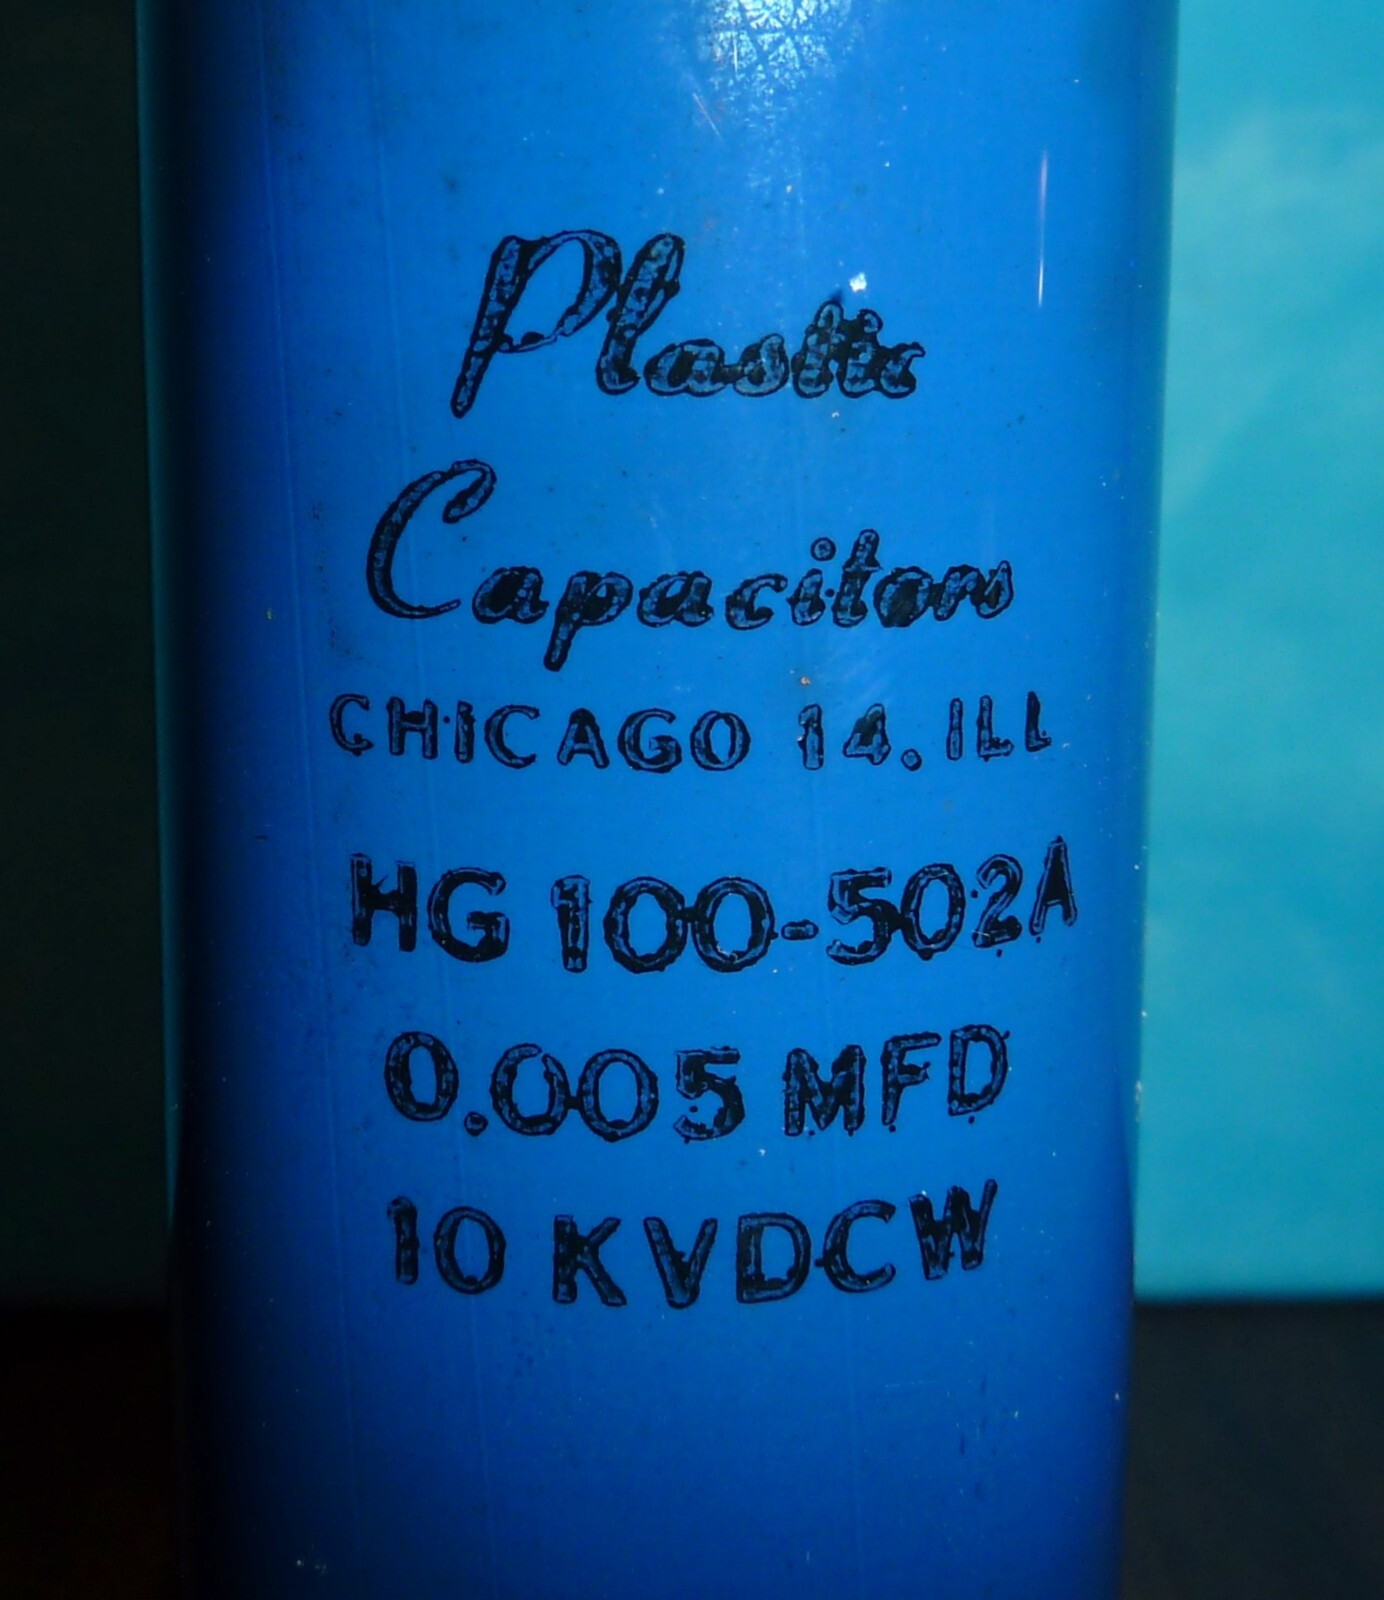 Plastic
Capacitors
CHICAGO 14. ILL
HG 100-502A
0.005 MFD
10 KVDCW